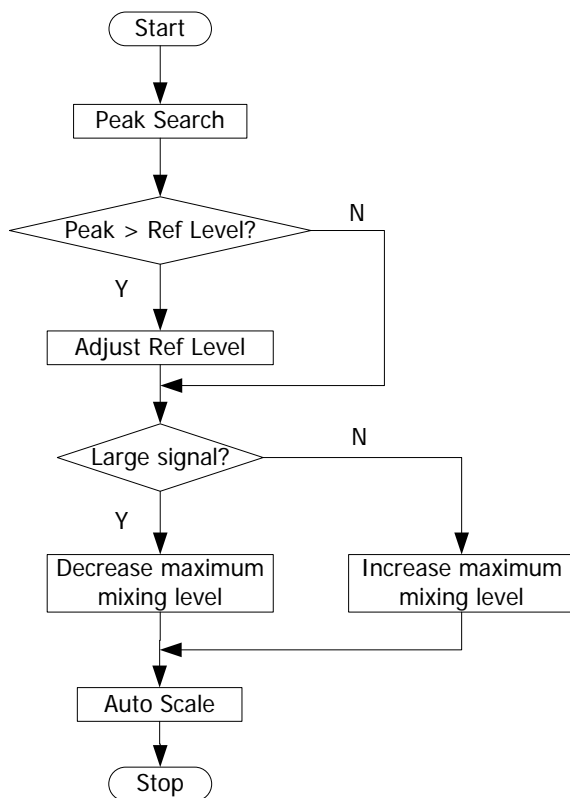 Start
Peak Search
Peak > Ref Level?
N
Y
Adjust Ref Level
Large signal?
N
Y
Decrease maximum
mixing level
Increase maximum
mixing level
Auto Scale
Stop